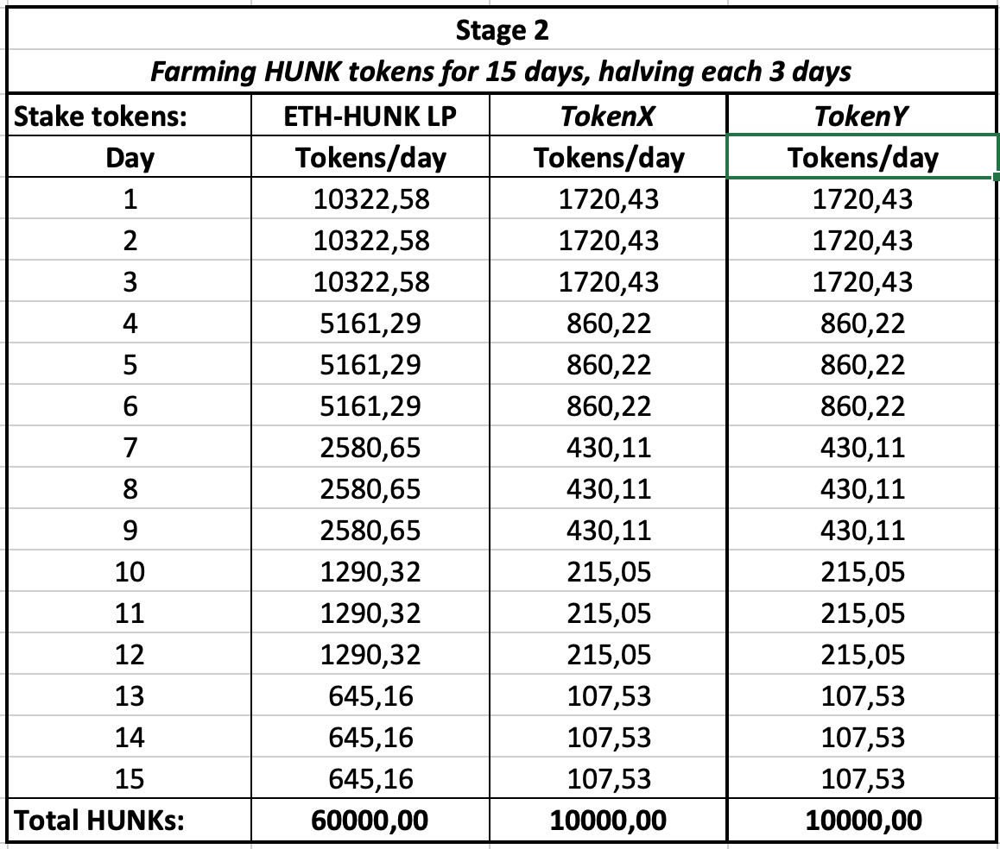 Stage 2
Farming HUNK tokens for 15 days, halving each 3 days
Stake tokens: ETH-HUNK LP TokenX TokenY
Day Tokens/day Tokens/day Tokens/day
1 10322,58 1720,43 1720,43
2 10322,58 1720,43 1720,43
3 10322,58 1720,43 1720,43
4 5161,29 860,22 860,22
5 5161,29 860,22 860,22
6 5161,29 860,22 860,22
7 2580,65 430,11 430,11
8 2580,65 430,11 430,11
9 2580,65 430,11 430,11
10 1290,32 215,05 215,05
11 1290,32 215,05 215,05
12 1290,32 215,05 215,05
13 645,16 107,53 107,53
14 645,16 107,53 107,53
15 645,16 107,53 107,53
Total HUNKs: 60000,00 10000,00 10000,00